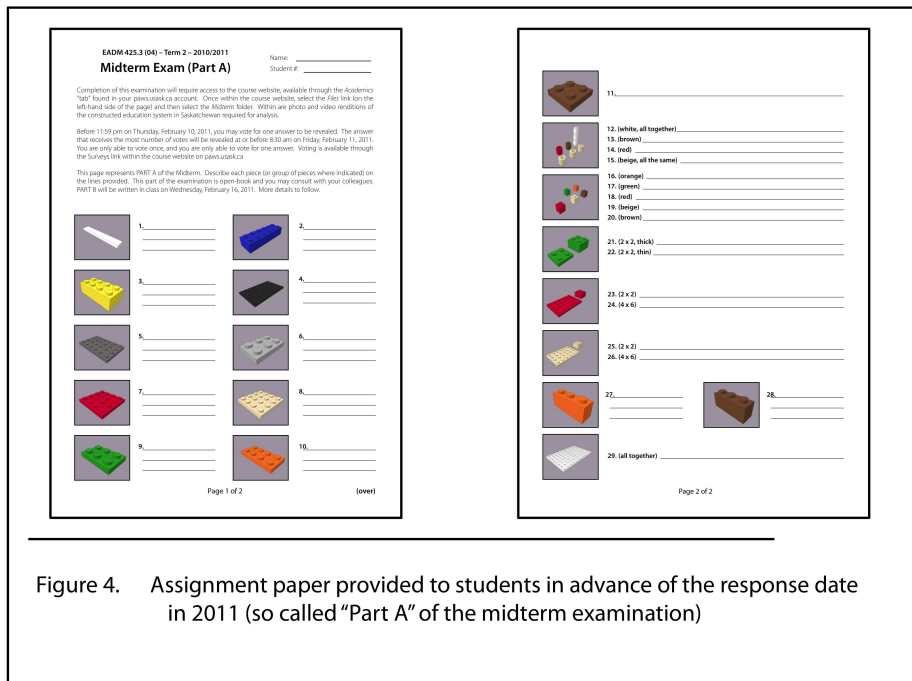 EADM 425.3 (04) – Term 2 – 2010/2011
Midterm Exam (Part A)
Name:
Student #:
Completion of this examination will require access to the course website, available through the Academics
"tab" found in your paws.usask.ca account. Once within the course website, select the Files link (on the
left-hand side of the page) and then select the Midterm folder. Within are photo and video renditions of
the constructed education system in Saskatchewan required for analysis.
Before 11:59 pm on Thursday, February 10, 2011, you may vote for one answer to be revealed. The answer
that receives the most number of votes will be revealed at or before 8:30 am on Friday, February 11, 2011.
You are only able to vote once, and you are only able to vote for one answer. Voting is available through
the Surveys link within the course website on paws.usask.ca
This page represents PART A of the Midterm. Describe each piece (or group of pieces where indicated) on
the lines provided. This part of the examination is open-book and you may consult with your colleagues.
PART B will be written in class on Wednesday, February 16, 2011. More details to follow.
1.
2.
3.
4.
5.
6.
7.
8.
9.
10.
Page 1 of 2
(over)
11.
12. (white, all together)
13. (brown)
14. (red)
15. (beige, all the same)
16. (orange)
17. (green)
18. (red)
19. (beige)
20. (brown)
21. (2 x 2, thick)
22. (2 x 2, thin)
23. (2 x 2)
24. (4 x 6)
25. (2 x 2)
26. (4 x 6)
27.
28.
29. (all together)
Page 2 of 2
Figure 4. Assignment paper provided to students in advance of the response date
in 2011 (so called "Part A" of the midterm examination)